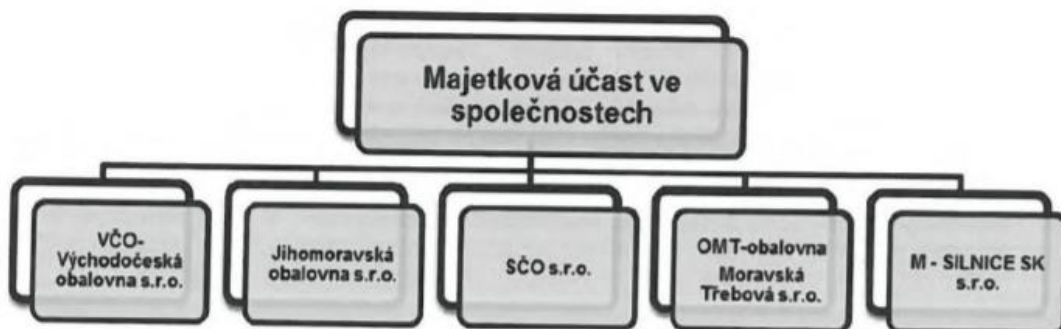 Majetková účast ve
společnostech
VČO-
Východočeská
obalovna s.r.o.
Jihomoravská
obalovna s.r.o.
SČO s.r.o.
OMT-obalovna
Moravská
Třebová s.r.o.
M - SILNICE SK
s.r.o.